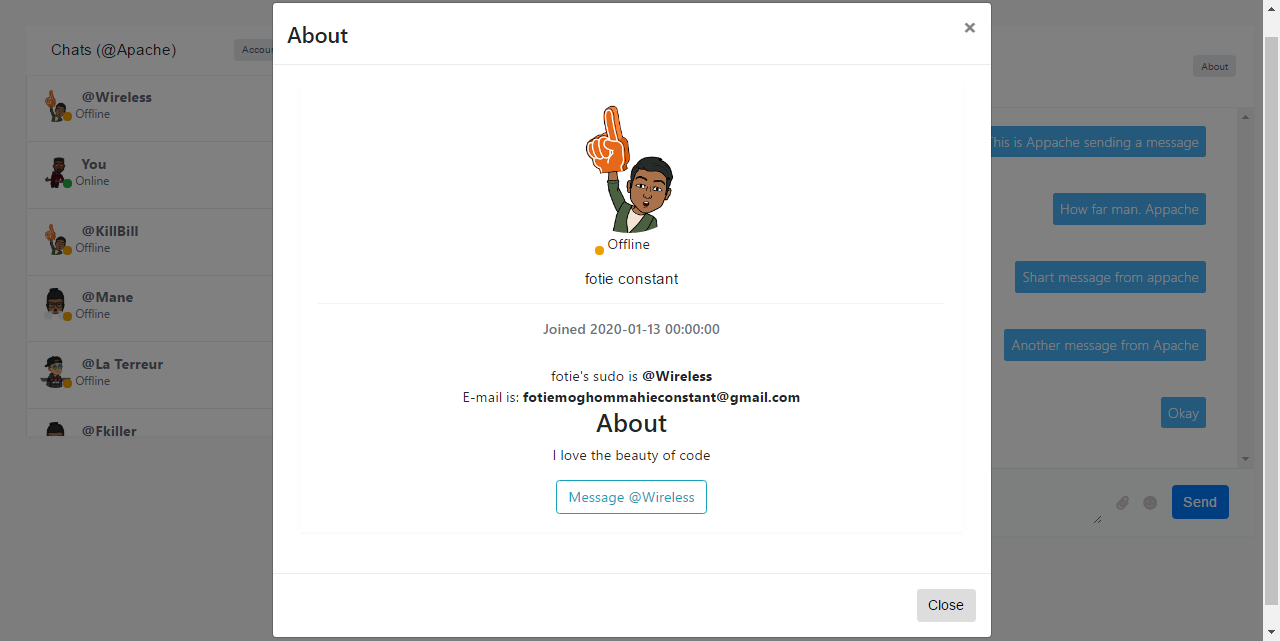 Chats (@Apache)
@Wireless
Offline
You
Online
@KillBill
Offline
@Mane
Offline
@La Terreur
Offline
@Fkiller
About
×
Offline
fotie constant
Joined 2020-01-13 00:00:00
fotie's sudo is @Wireless
E-mail is: fotiemoghommahieconstant@gmail.com
About
I love the beauty of code
Message @Wireless
Close
About
is Appache sending a message
How far man. Appache
Shart message from appache
Another message from Apache
Okay
Send